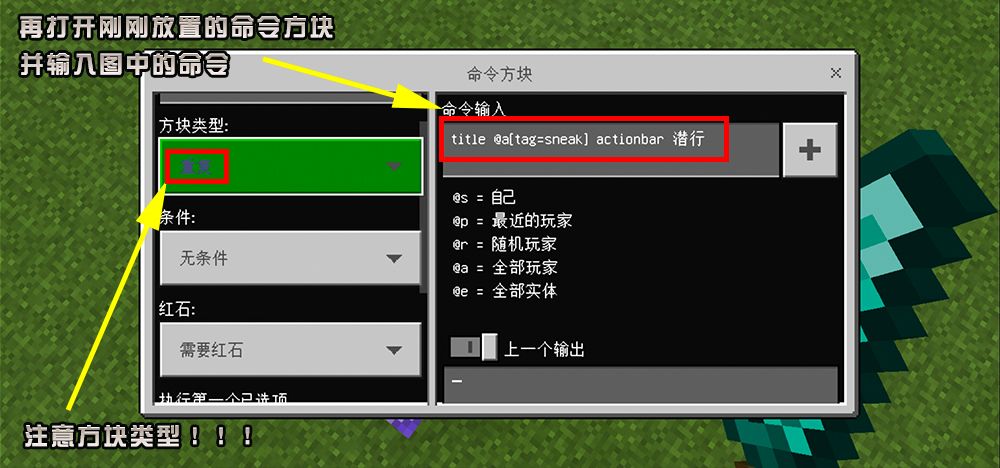 再打开刚刚放置的命令方块
并输入图中的命令
命令方块
方块类型:
重复
条件:
无条件
红石:
需要红石
执行第一个已选项
注意方块类型！！！
命令输入
title @a[tag=sneak] actionbar 潜行
@s = 自己
@p = 最近的玩家
@r = 随机玩家
@a = 全部玩家
@e = 全部实体
上一个输出